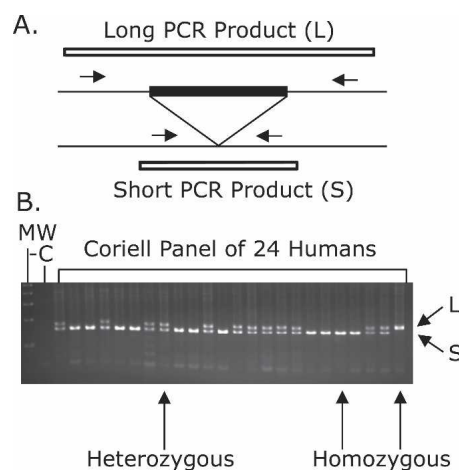 A.
Long PCR Product (L)
Short PCR Product (S)
B.
MW
-C
Coriell Panel of 24 Humans
L
S
Heterozygous
Homozygous